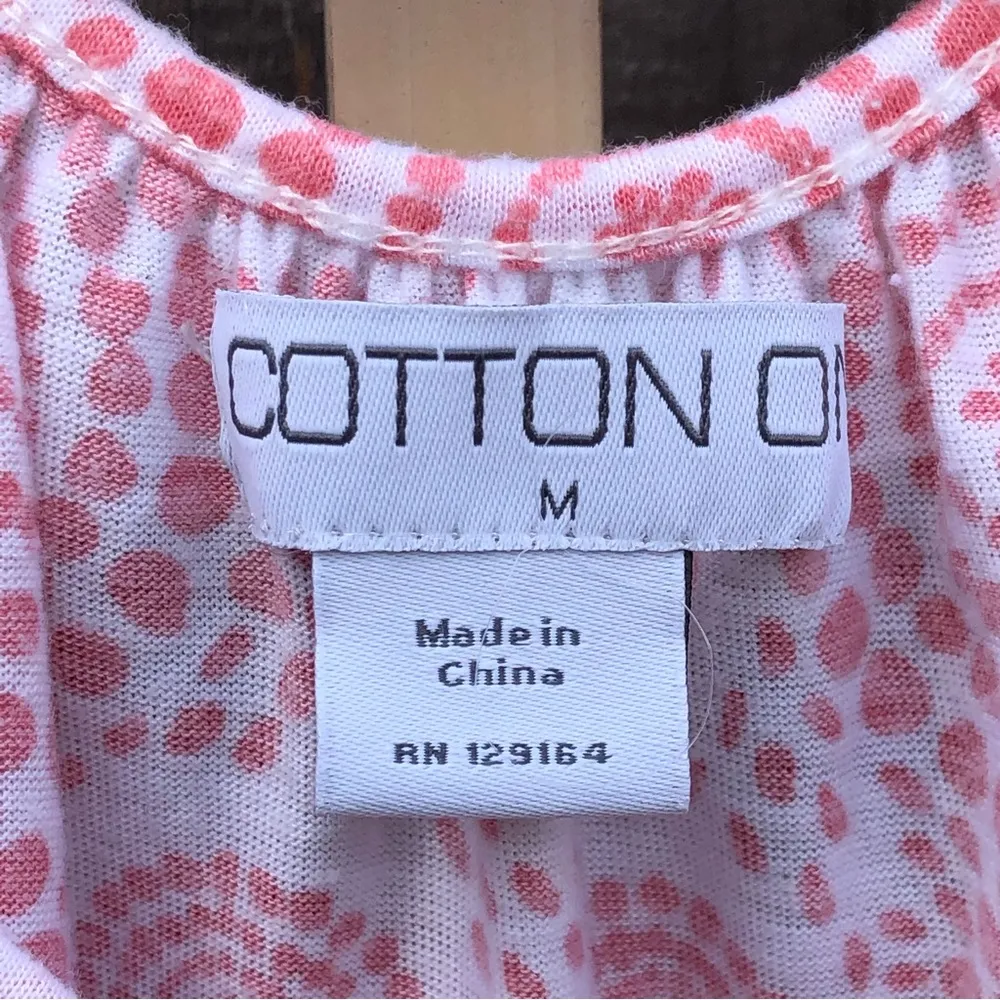 COTTON ON
M
Made in
China
RN 129164